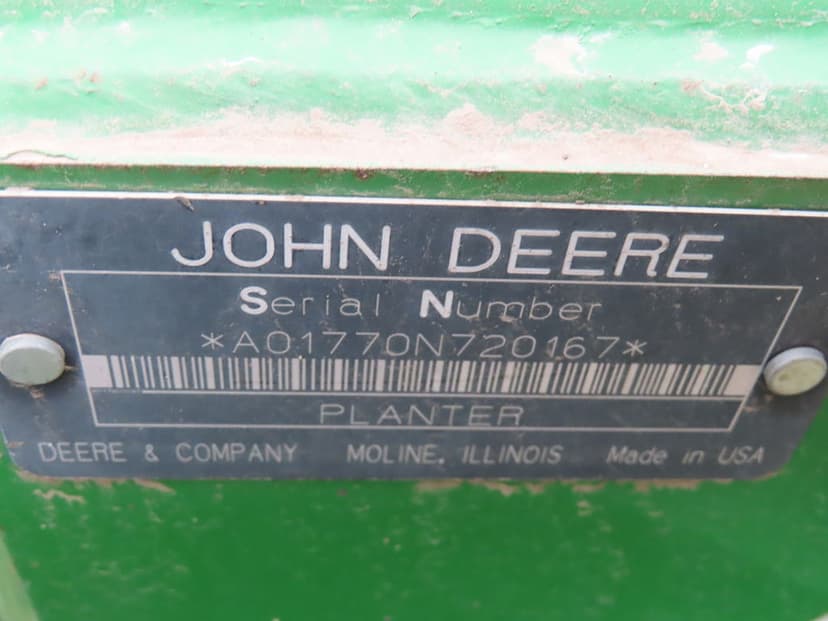 JOHN DEERE
Serial Number
*A01770N720167*
PLANTER
DEERE & COMPANY MOLINE, ILLINOIS Made in USA